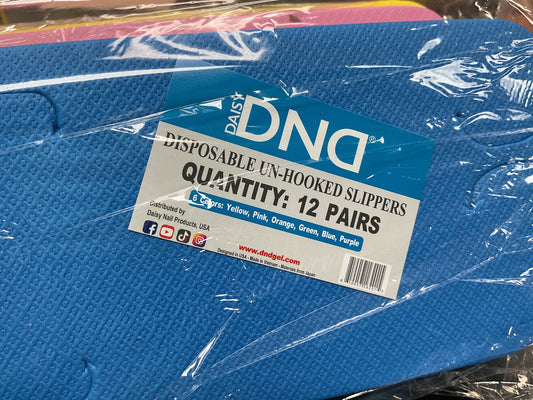 DAISY DND
DISPOSABLE UN-HOOKED SLIPPERS
QUANTITY: 12 PAIRS
6 Colors: Yellow, Pink, Orange, Green, Blue, Purple
Distributed by
Daisy Nail Products, USA
www.dndgel.com
Designed in USA - Made in Vietnam - Materials from Japan